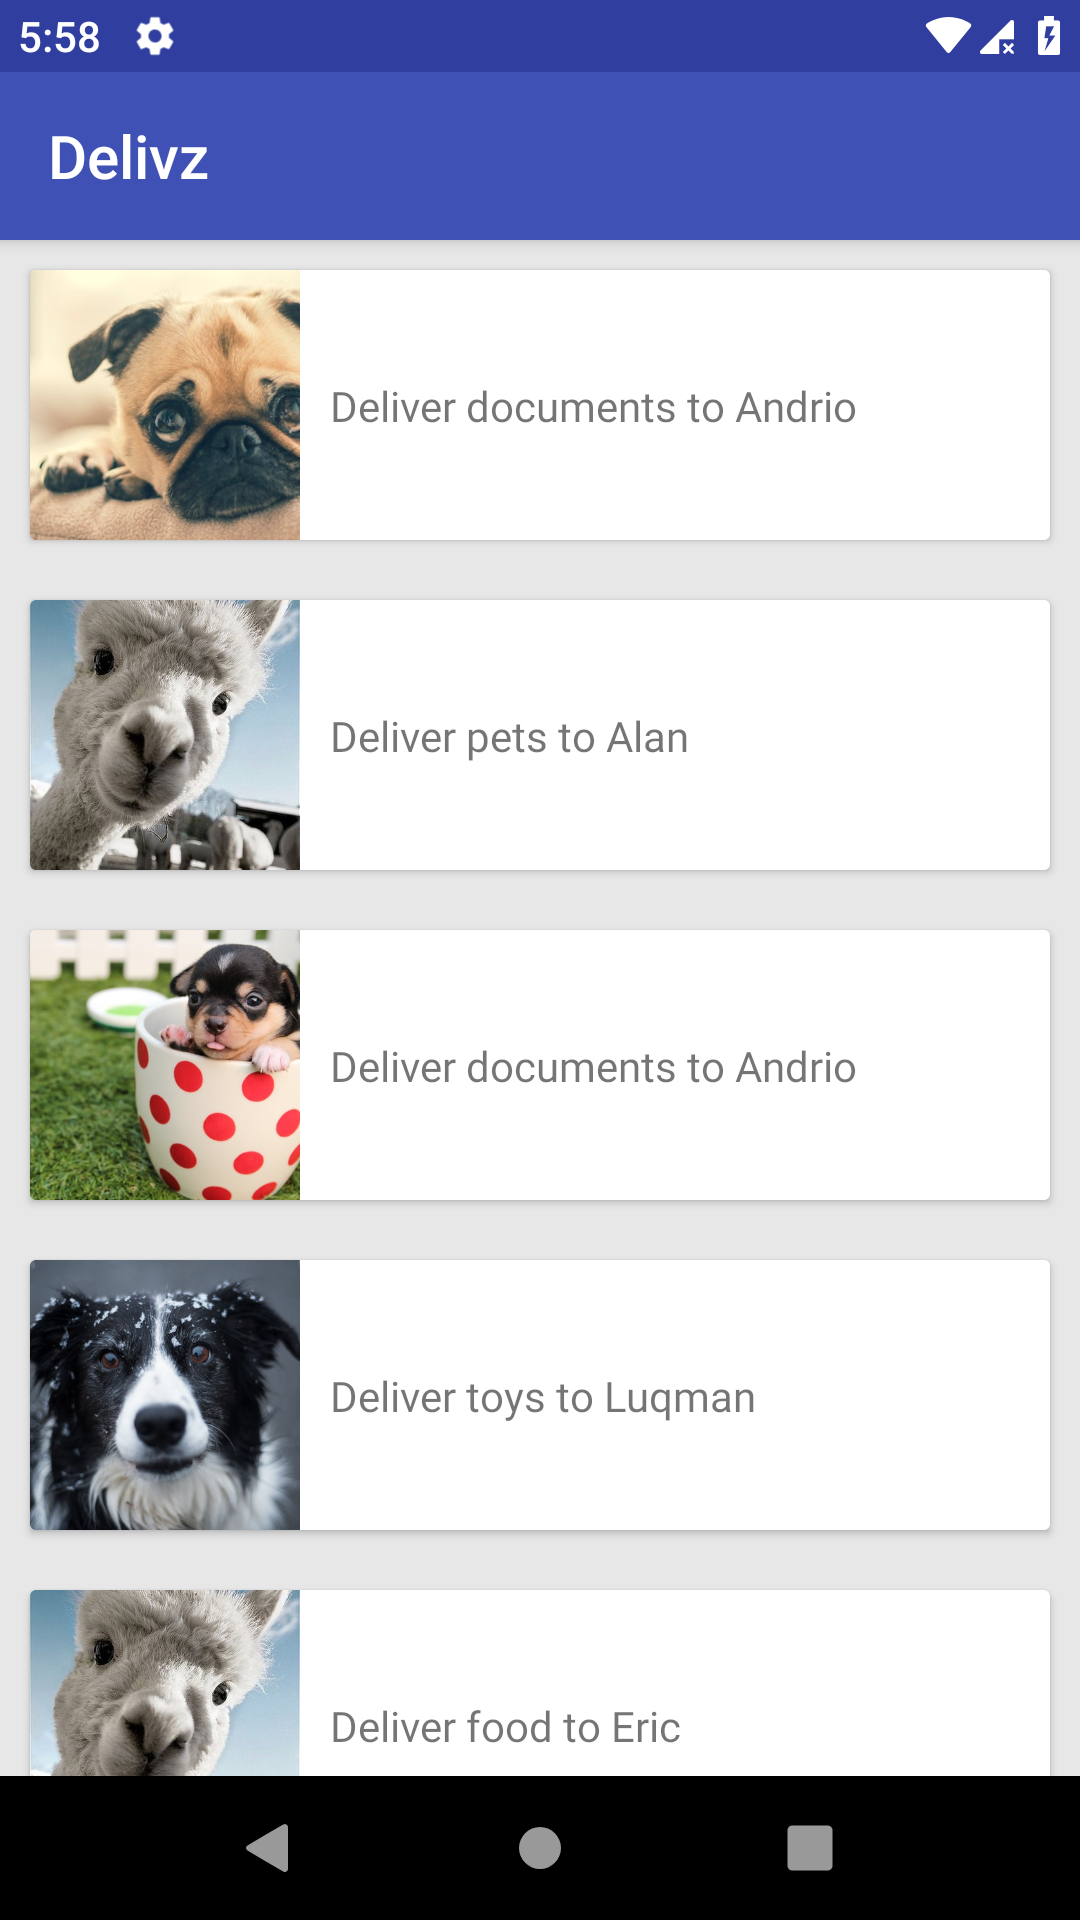 5:58
Delivz
Deliver documents to Andrio
Deliver pets to Alan
Deliver documents to Andrio
Deliver toys to Luqman
Deliver food to Eric